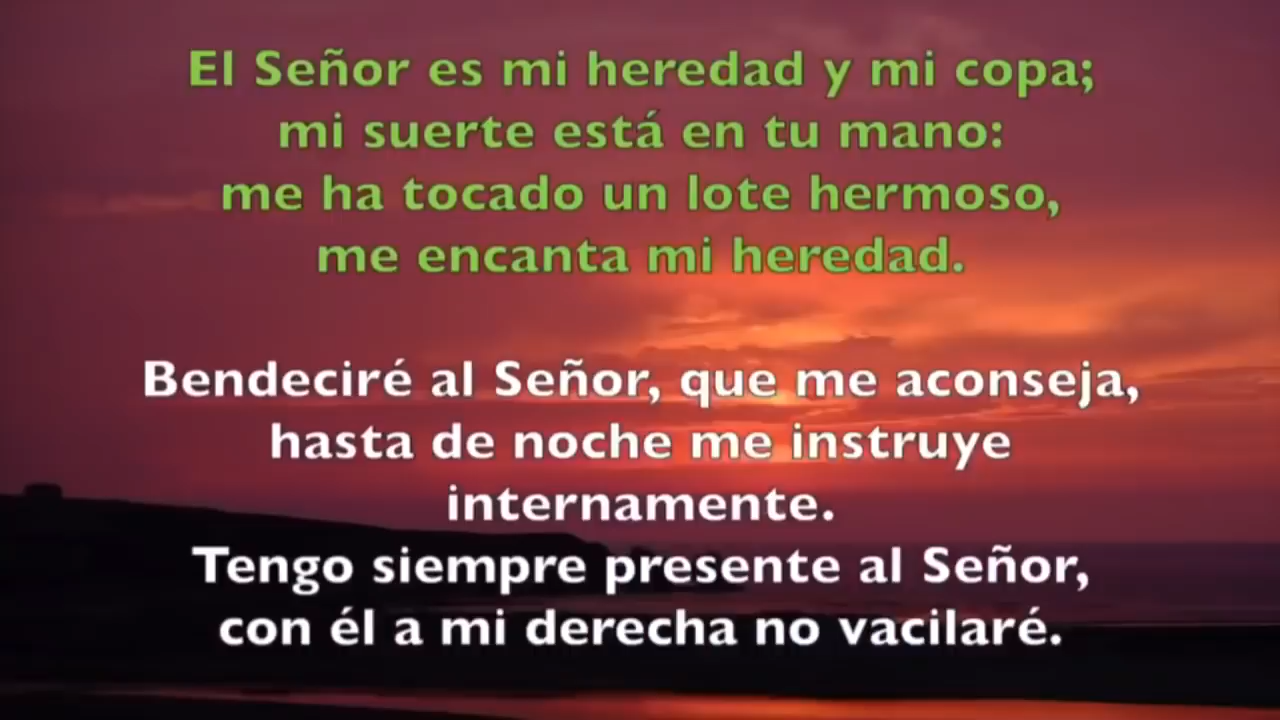 El Señor es mi heredad y mi copa;
mi suerte está en tu mano:
me ha tocado un lote hermoso,
me encanta mi heredad.
Bendeciré al Señor, que me aconseja,
hasta de noche me instruye
internamente.
Tengo siempre presente al Señor,
con él a mi derecha no vacilaré.